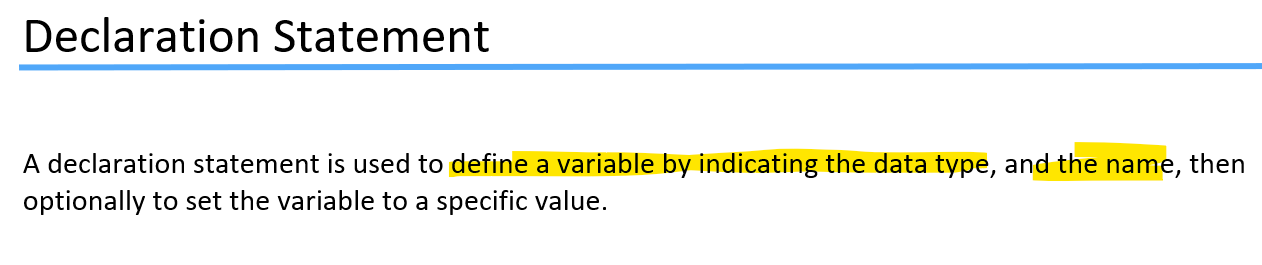 Declaration Statement
A declaration statement is used to define a variable by indicating the data type, and the name, then
optionally to set the variable to a specific value.